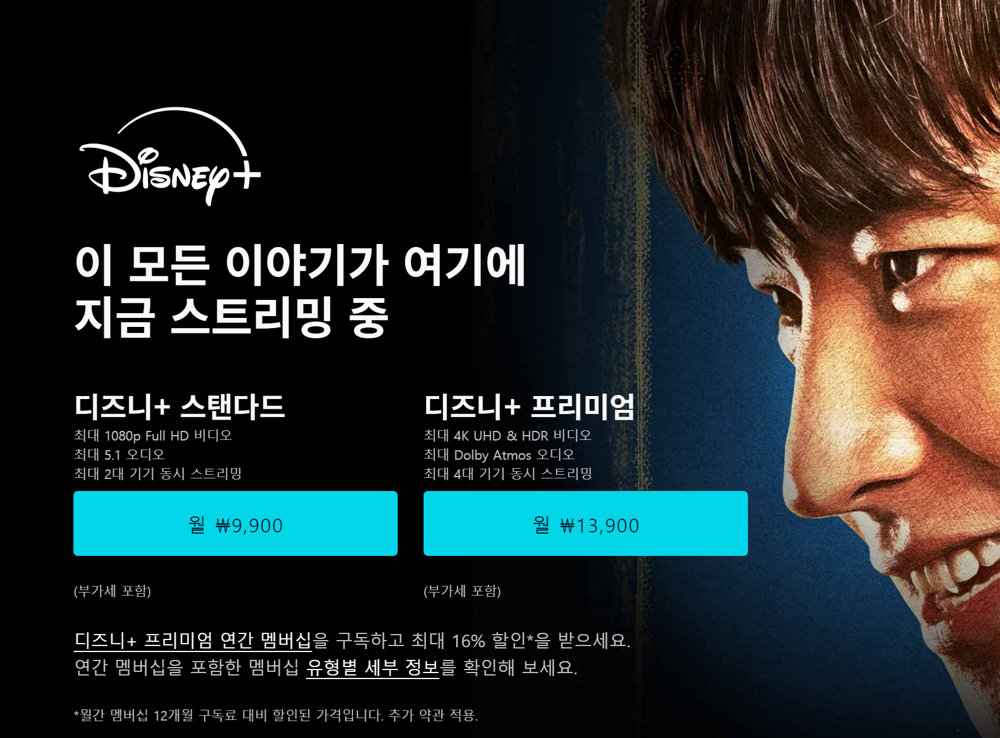 Disney+
이 모든 이야기가 여기에
지금 스트리밍 중
디즈니+ 스탠다드
최대 1080p Full HD 비디오
최대 5.1 오디오
최대 2대 기기 동시 스트리밍
월 ₩9,900
(부가세 포함)
디즈니+ 프리미엄
최대 4K UHD & HDR 비디오
최대 Dolby Atmos 오디오
최대 4대 기기 동시 스트리밍
월 ₩13,900
(부가세 포함)
디즈니+ 프리미엄 연간 멤버십을 구독하고 최대 16% 할인*을 받으세요.
연간 멤버십을 포함한 멤버십 유형별 세부 정보를 확인해 보세요.
*월간 멤버십 12개월 구독료 대비 할인된 가격입니다. 추가 약관 적용.